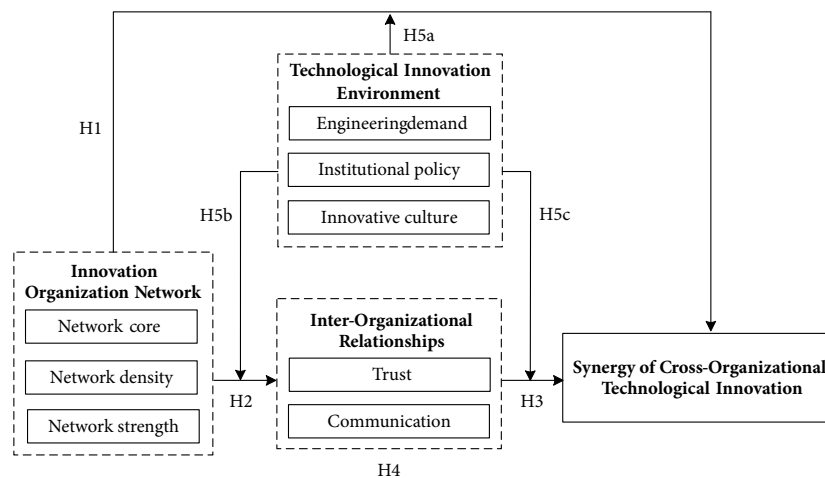 H5a
Technological Innovation
Environment
Engineeringdemand
Institutional policy
Innovative culture
H1
H5b
H5c
Innovation
Organization Network
Network core
Network density
Network strength
H2
Inter-Organizational
Relationships
Trust
Communication
H4
H3
Synergy of Cross-Organizational
Technological Innovation